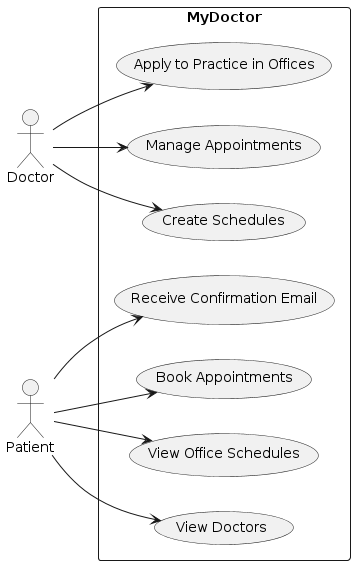 MyDoctor
Apply to Practice in Offices
Manage Appointments
Doctor
Create Schedules
Receive Confirmation Email
Book Appointments
Patient
View Office Schedules
View Doctors